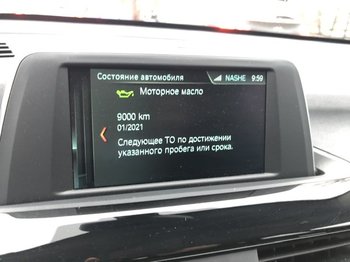 Состояние автомобиля
NASHE 9:59
Моторное масло
9000 km
01/2021
Следующее ТО по достижении
указанного пробега или срока.